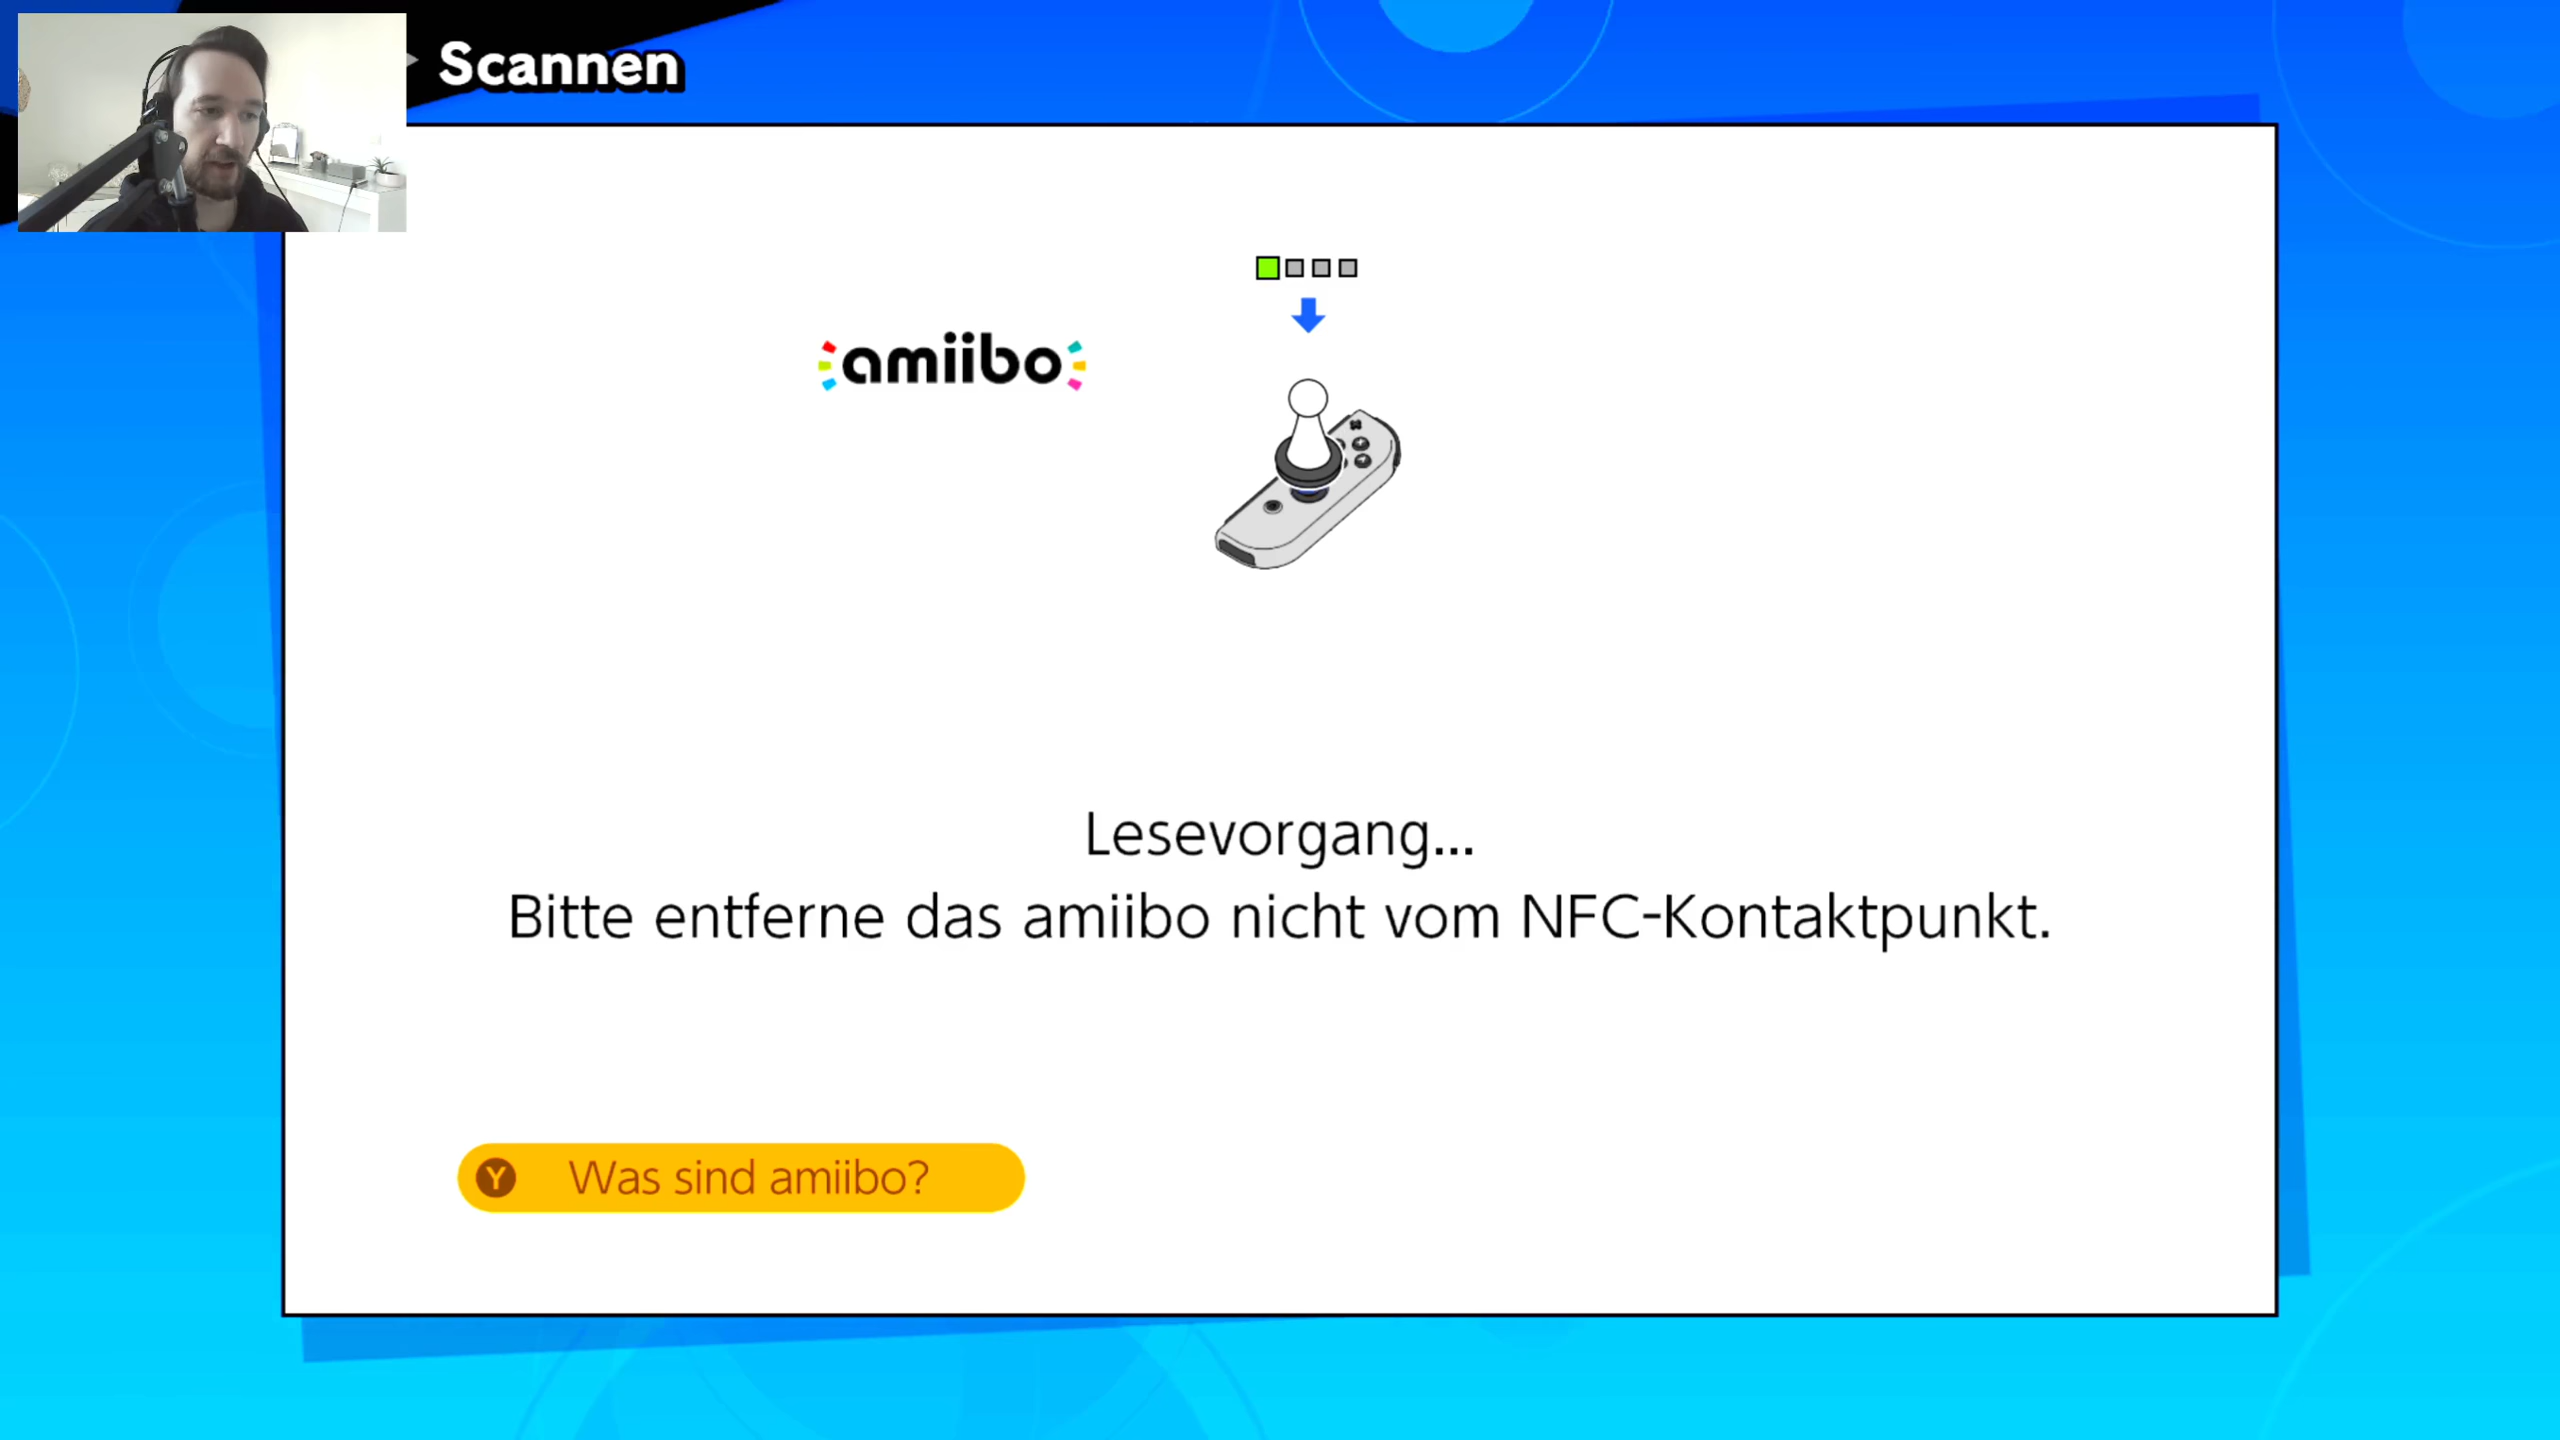 Scannen
amiibo
Lesevorgang...
Bitte entferne das amiibo nicht vom NFC-Kontaktpunkt.
Y Was sind amiibo?